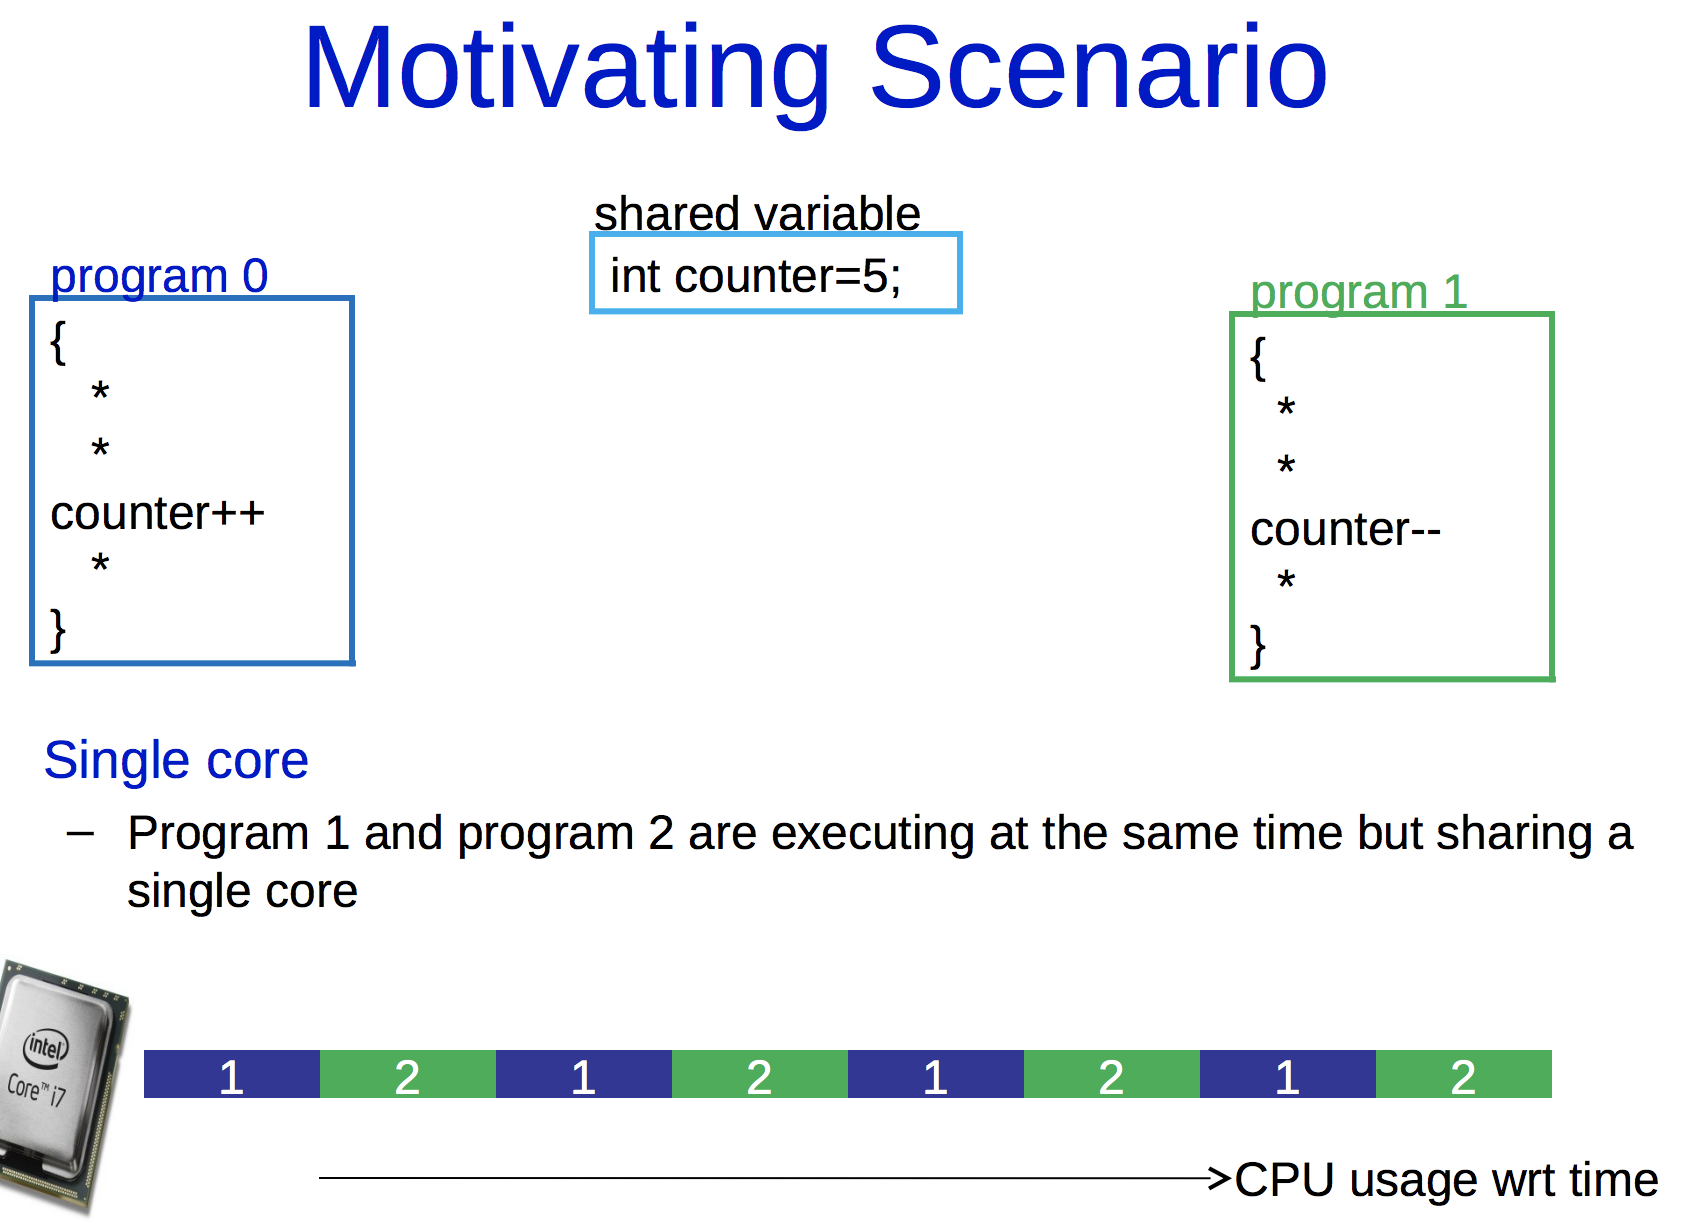 Motivating Scenario
shared variable
int counter=5;
program 0
{
*
*
counter++
*
}
program 1
{
*
*
counter--
*
}
Single core
– Program 1 and program 2 are executing at the same time but sharing a
single core
intel
Core™ i7
1 2 1 2 1 2 1 2
CPU usage wrt time